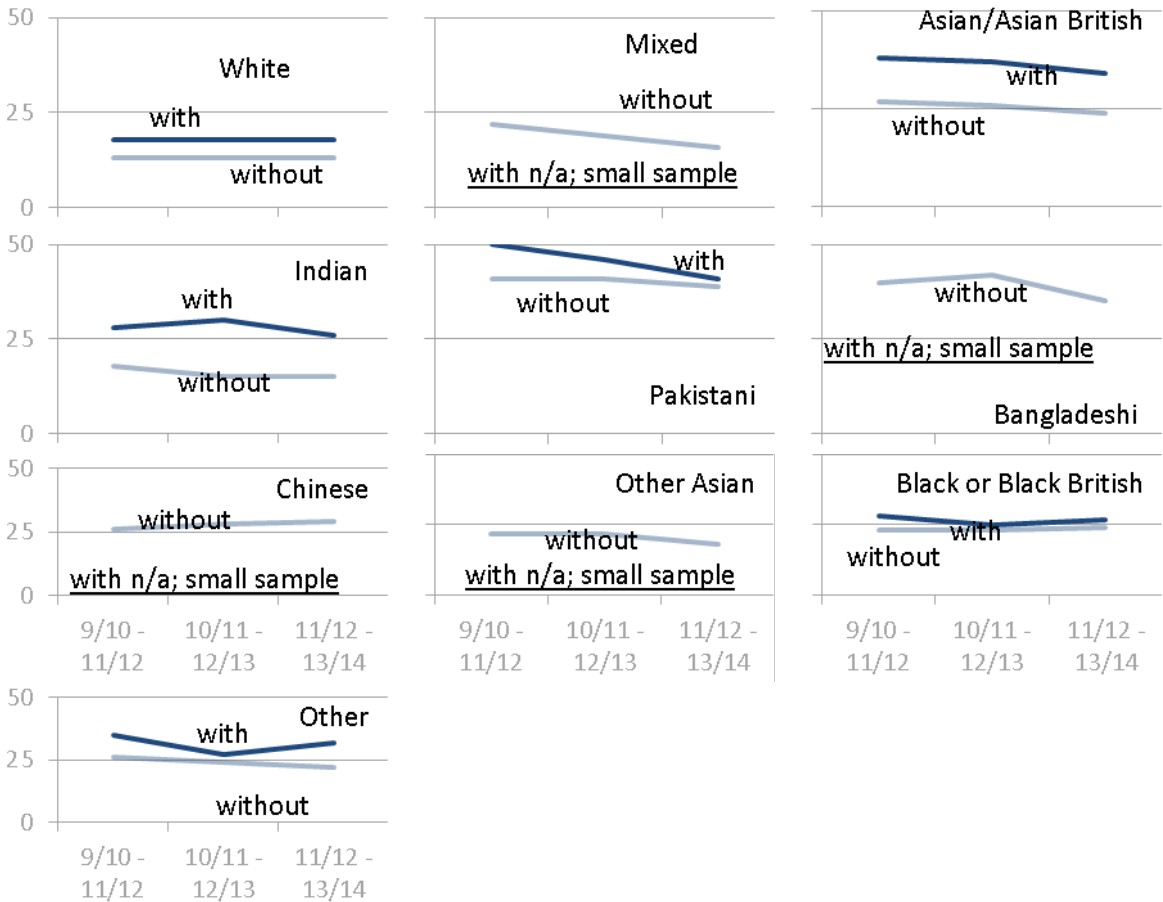 50
25
0
White
with
without
Mixed
without
with n/a; small sample
Asian/Asian British
with
without
50
25
0
Indian
with
without
with
without
Pakistani
without
with n/a; small sample
Bangladeshi
50
25
0
Chinese
without
with n/a; small sample
Other Asian
without
with n/a; small sample
Black or Black British
with
without
9/10 -
11/12
10/11 -
12/13
11/12 -
13/14
9/10 -
11/12
10/11 -
12/13
11/12 -
13/14
9/10 -
11/12
10/11 -
12/13
11/12 -
13/14
50
25
0
Other
with
without
9/10 -
11/12
10/11 -
12/13
11/12 -
13/14